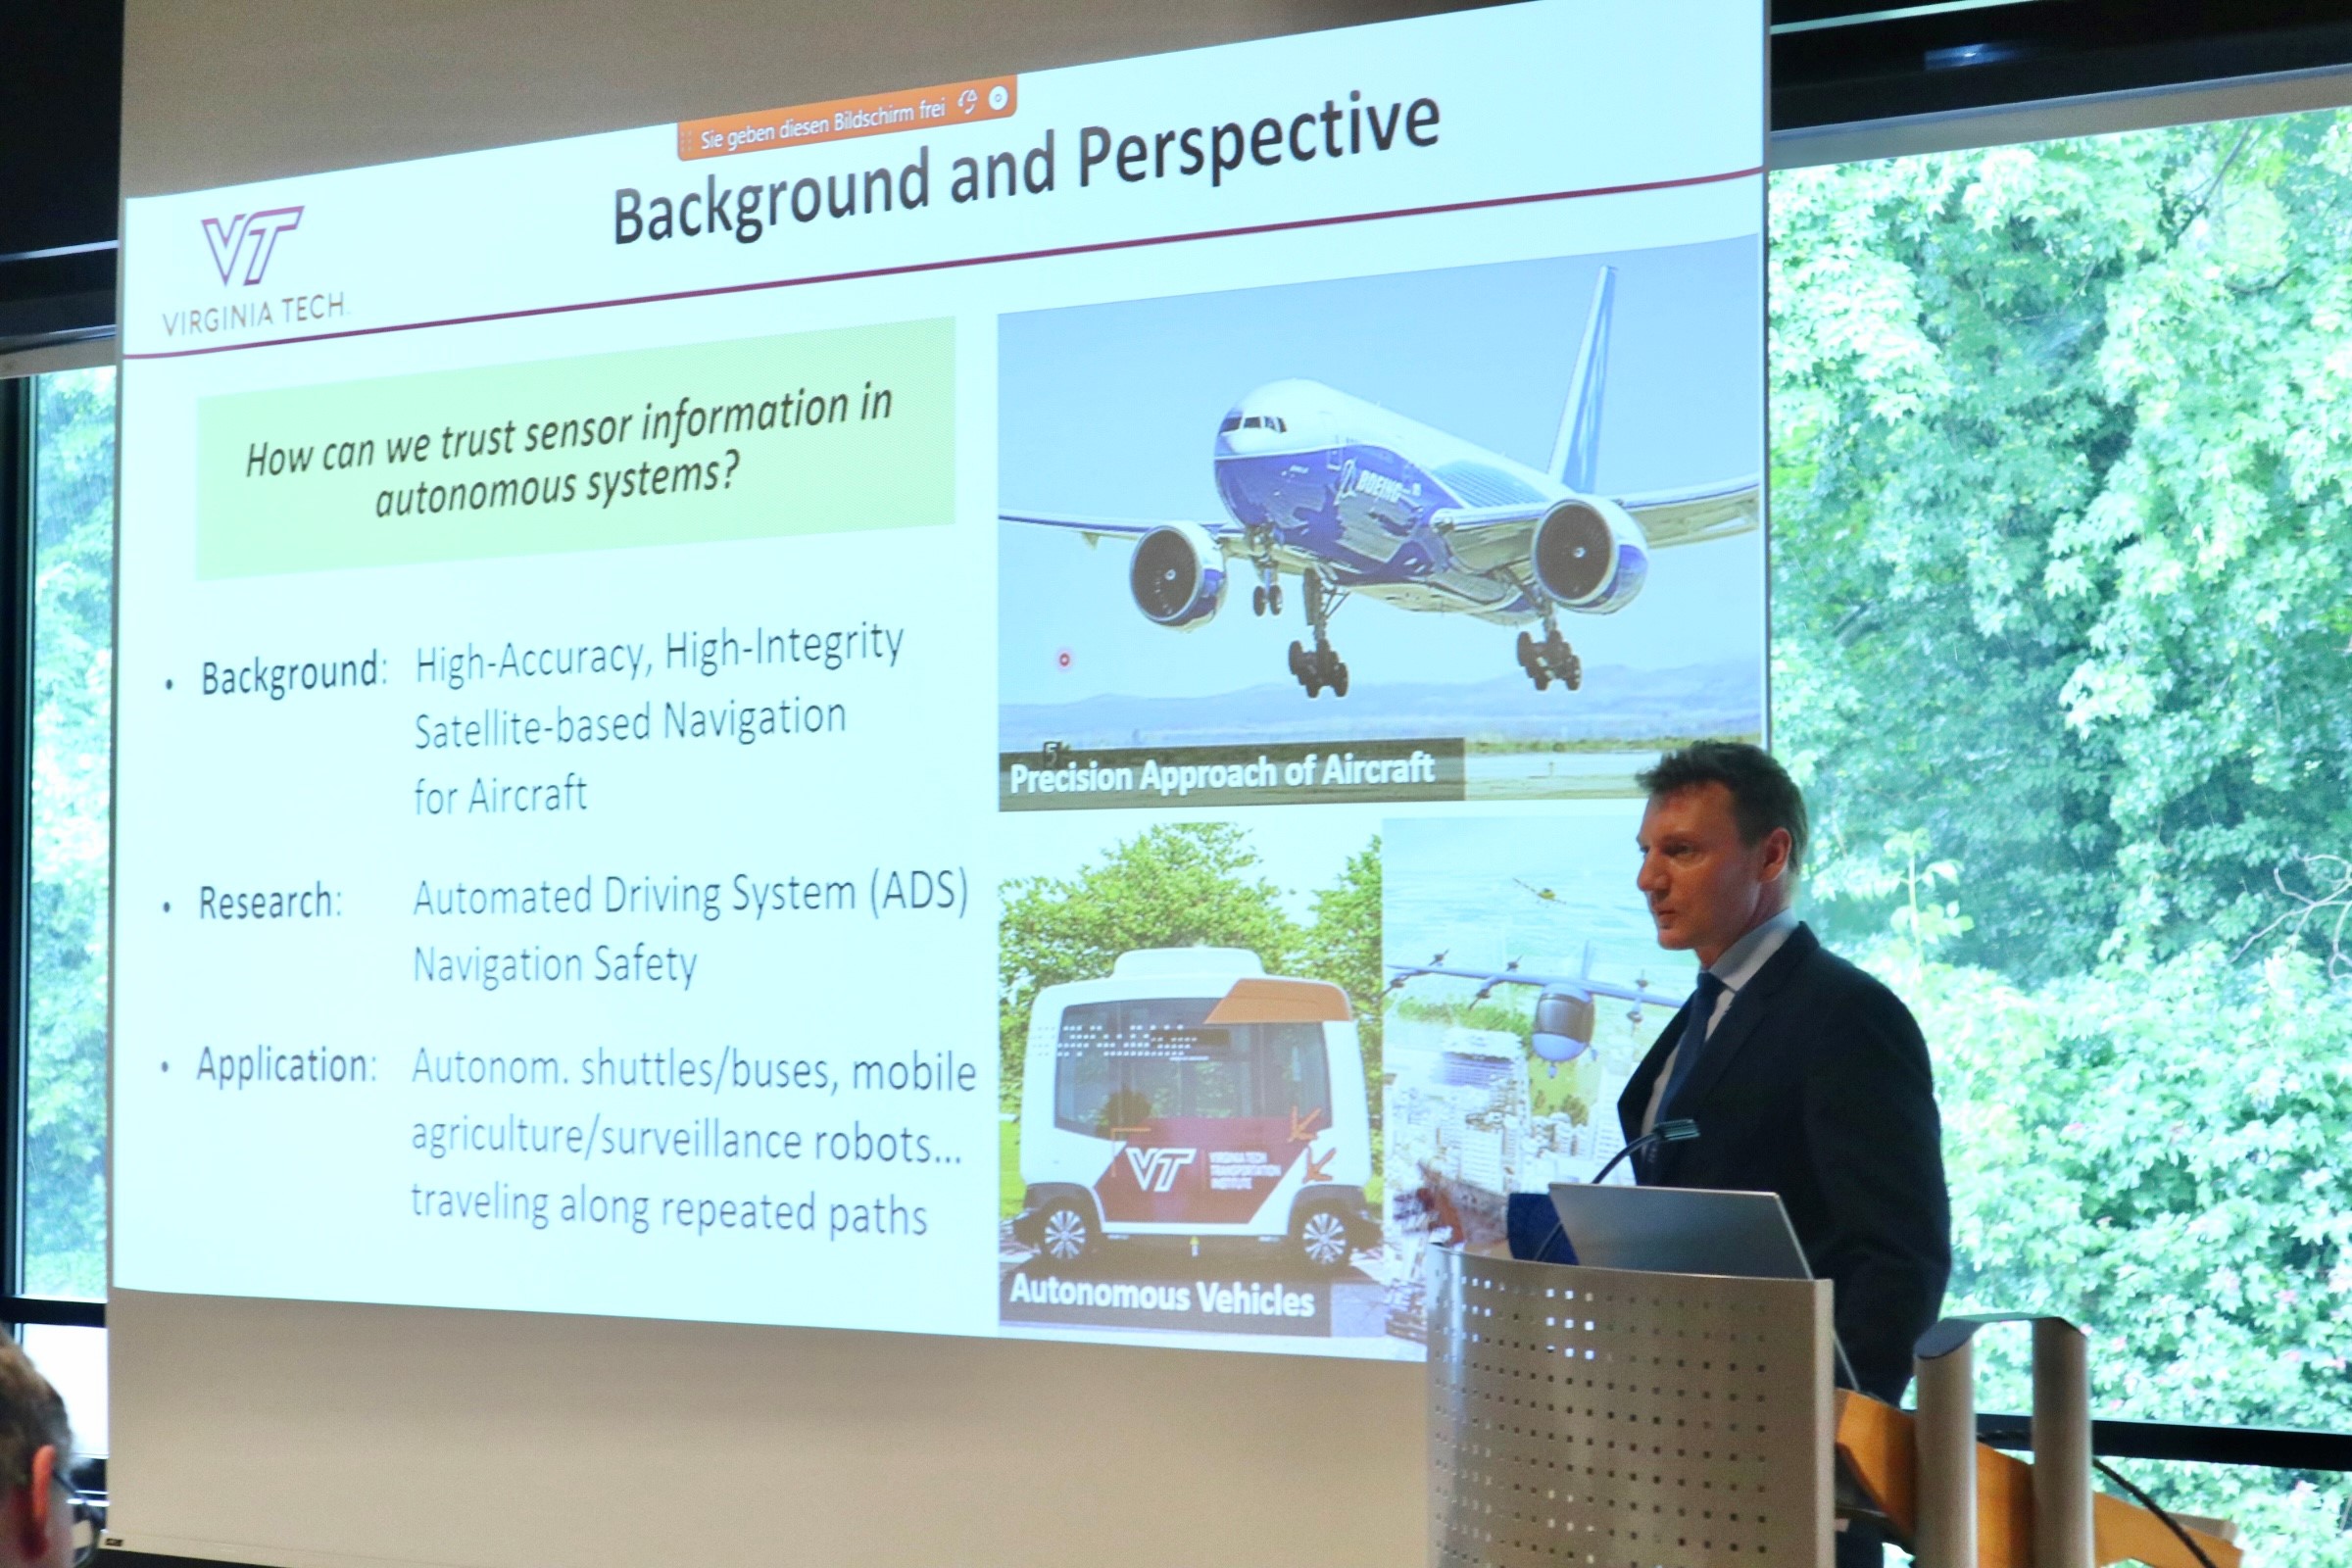 Sie geben diesen Bildschirm frei
Background and Perspective
VT
VIRGINIA TECH
How can we trust sensor information in
autonomous systems?
• Background: High-Accuracy, High-Integrity
Satellite-based Navigation
for Aircraft
• Research: Automated Driving System (ADS)
Navigation Safety
• Application: Autonom. shuttles/buses, mobile
agriculture/surveillance robots...
traveling along repeated paths
BOEING
5
Precision Approach of Aircraft
VT
VIRGINIA TECH
TRANSPORTATION
INSTITUTE
Autonomous Vehicles